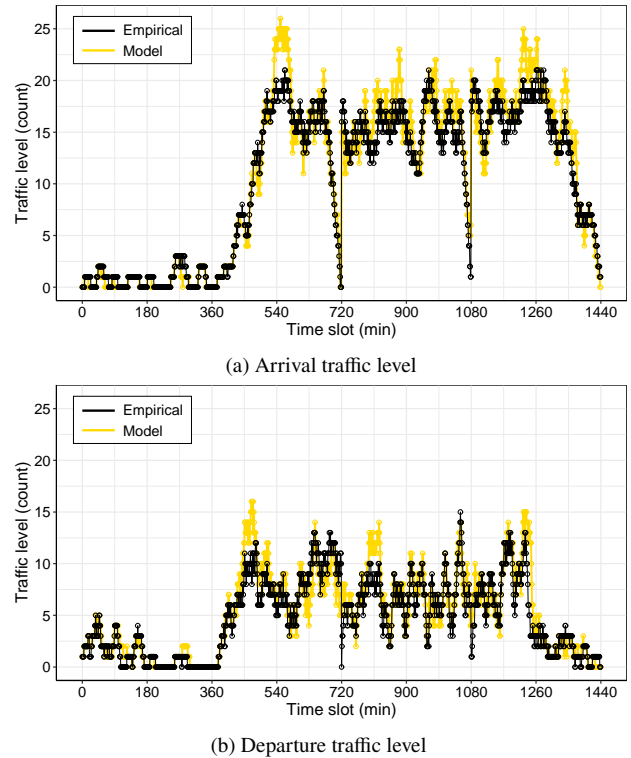 Empirical
Model
Traffic level (count)
25
20
15
10
5
0
0 180 360 540 720 900 1080 1260 1440
Time slot (min)
(a) Arrival traffic level
Empirical
Model
Traffic level (count)
25
20
15
10
5
0
0 180 360 540 720 900 1080 1260 1440
Time slot (min)
(b) Departure traffic level